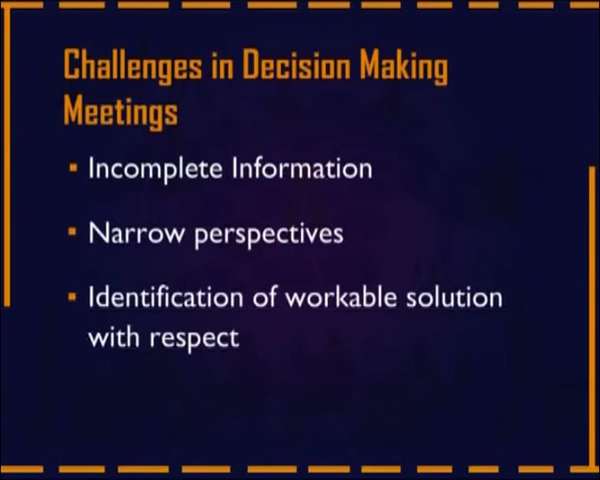 Challenges in Decision Making
Meetings
Incomplete Information
Narrow perspectives
Identification of workable solution
with respect